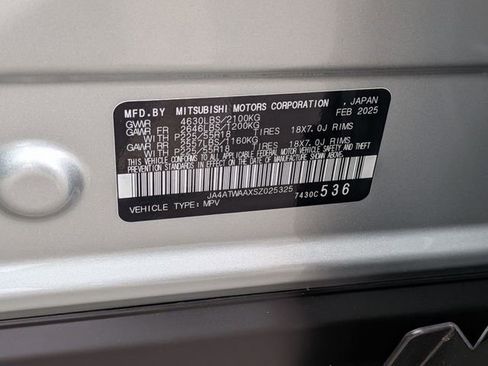 MFD.BY MITSUBISHI MOTORS CORPORATION , JAPAN
GVWR 4630LBS/2100KG FEB 2025
GAWR FR 2646LBS/1200KG
WITH P225/55R18 TIRES 18X7.0J RIMS
GAWR RR 2557LBS/1160KG
WITH P225/55R18 TIRES 18X7.0J RIMS
THIS VEHICLE CONFORMS TO ALL APPLICABLE FEDERAL MOTOR VEHICLE SAFETY AND THEFT
PREVENTION STANDARDS IN EFFECT ON THE DATE OF MANUFACTURE SHOWN ABOVE.
JA4ATWAAXSZ025325 7430C 536
VEHICLE TYPE: MPV